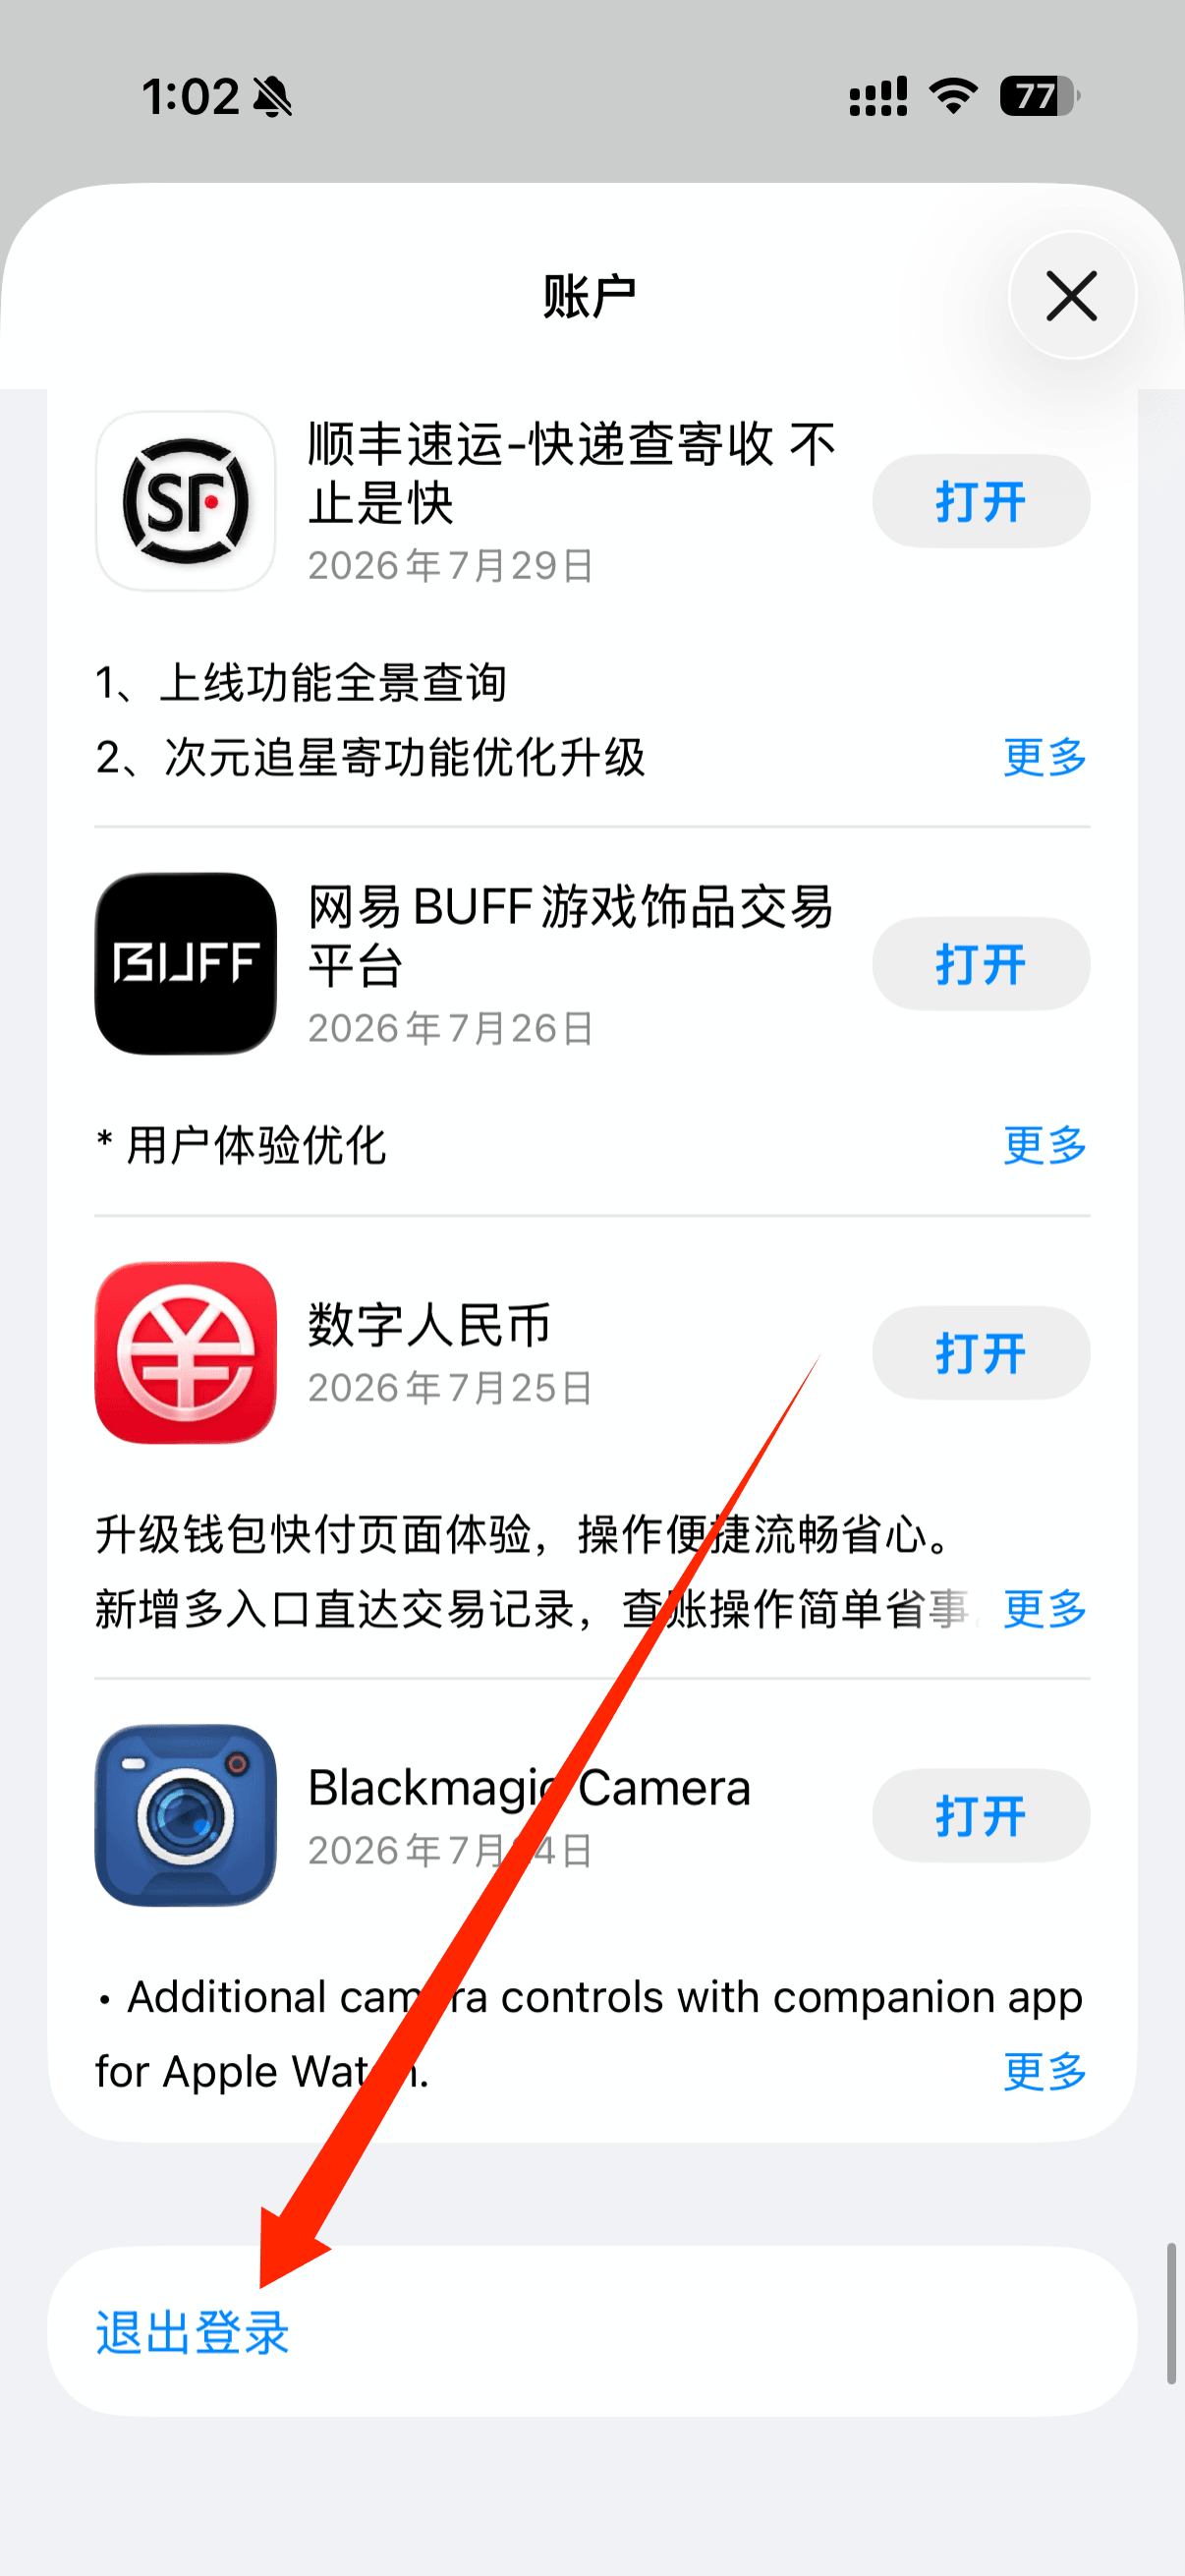 1:02
77
账户
SF
顺丰速运-快递查寄收 不
止是快
打开
2026年7月29日
1、上线功能全景查询
2、次元追星寄功能优化升级
更多
BUFF
网易BUFF游戏饰品交易
平台
打开
2026年7月26日
* 用户体验优化
更多
数字人民币
打开
2026年7月25日
升级钱包快付页面体验，操作便捷流畅省心。
新增多入口直达交易记录，查账操作简单省事
更多
Blackmagic Camera
打开
2026年7月 4日
• Additional camera controls with companion app
for Apple Watch.
更多
退出登录